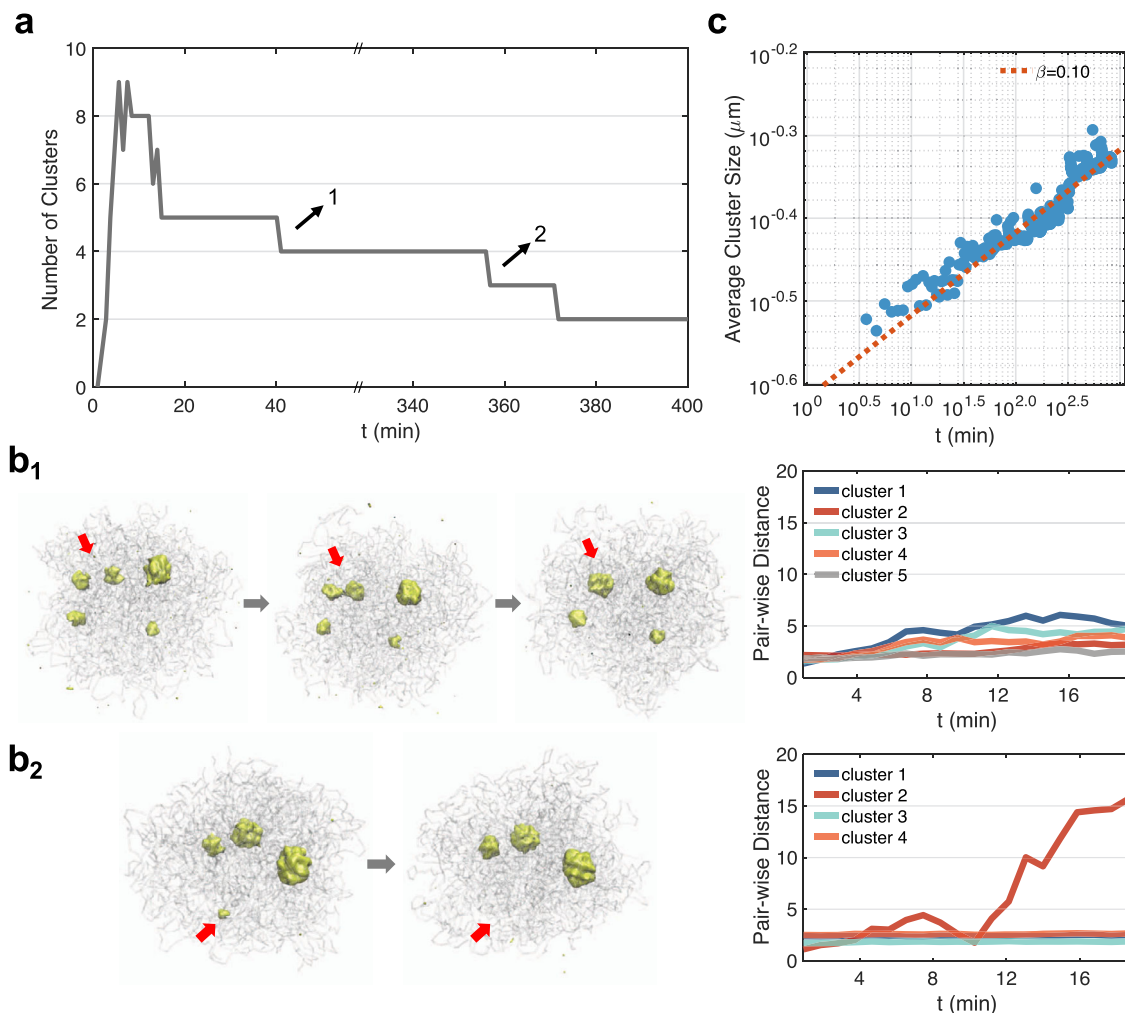 a
10
8
6
4
2
0
Number of Clusters
1
2
0 20 40 340 360 380 400
t (min)
c
10^-0.2
10^-0.3
10^-0.4
10^-0.5
10^-0.6
Average Cluster Size (μm)
β=0.10
10^0 10^0.5 10^1.0 10^1.5 10^2.0 10^2.5
t (min)
b1
20
15
10
5
0
Pair-wise Distance
cluster 1
cluster 2
cluster 3
cluster 4
cluster 5
4 8 12 16
t (min)
b2
20
15
10
5
0
Pair-wise Distance
cluster 1
cluster 2
cluster 3
cluster 4
4 8 12 16
t (min)